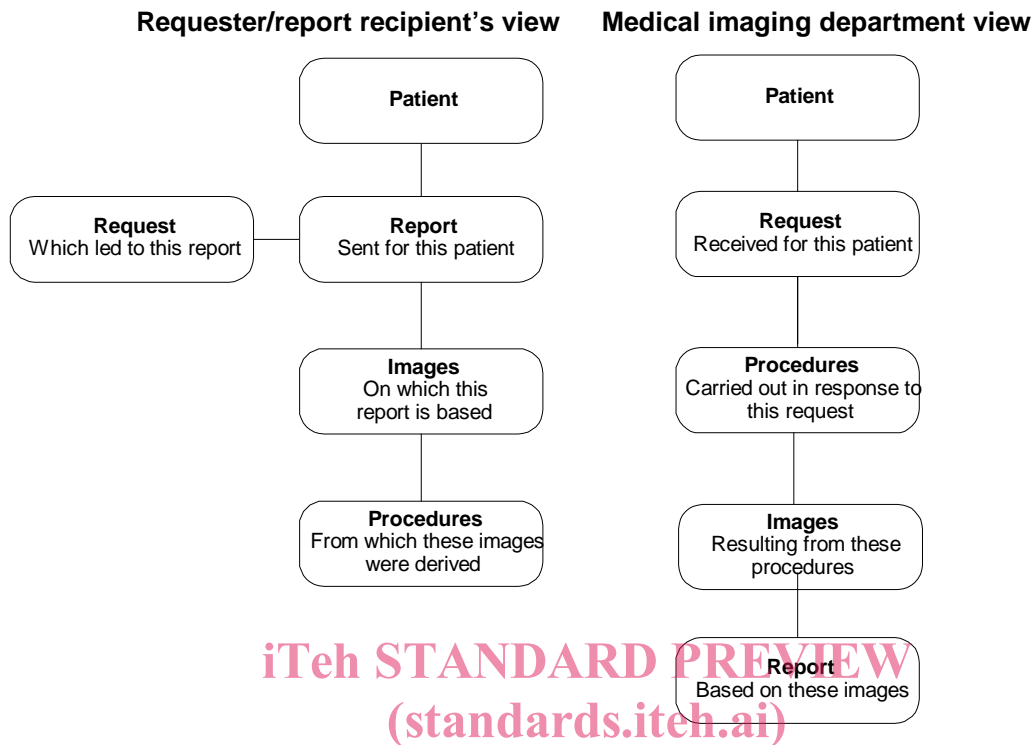 Requester/report recipient's view
Patient
Request
Which led to this report
Report
Sent for this patient
Images
On which this
report is based
Procedures
From which these images
were derived
Medical imaging department view
Patient
Request
Received for this patient
Procedures
Carried out in response to
this request
Images
Resulting from these
procedures
Report
Based on these images
iTeh STANDARD PREVIEW
(standards.iteh.ai)